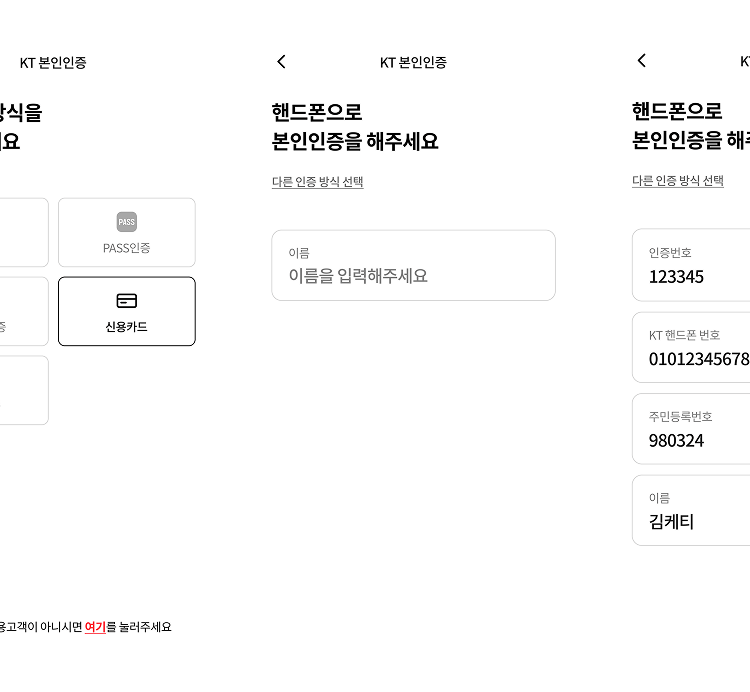 KT 본인인증
방식을
요
PASS
PASS인증
증
신용카드
용고객이 아니시면 여기를 눌러주세요
KT 본인인증
핸드폰으로
본인인증을 해주세요
다른 인증 방식 선택
이름
이름을 입력해주세요
KT
핸드폰으로
본인인증을 해주
다른 인증 방식 선택
인증번호
123345
KT 핸드폰 번호
01012345678
주민등록번호
980324
이름
김케티